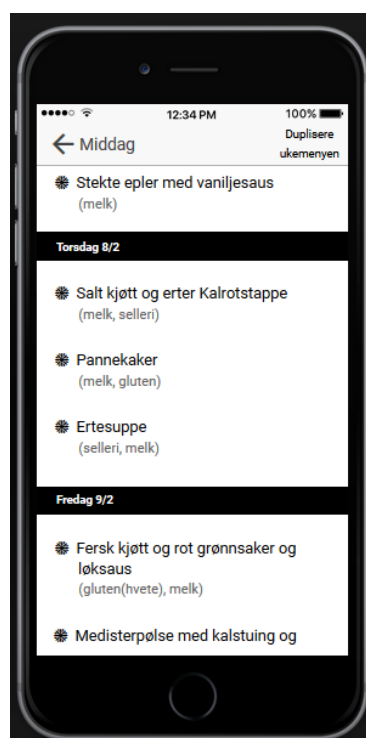 12:34 PM
100%
Middag
Duplisere
ukemenyen
Stekte epler med vaniljesaus
(melk)
Torsdag 8/2
Salt kjøtt og erter Kalrotstappe
(melk, selleri)
Pannekaker
(melk, gluten)
Ertesuppe
(selleri, melk)
Fredag 9/2
Fersk kjøtt og rot grønnsaker og
løksaus
(gluten(hvete), melk)
Medisterpølse med kalstuing og